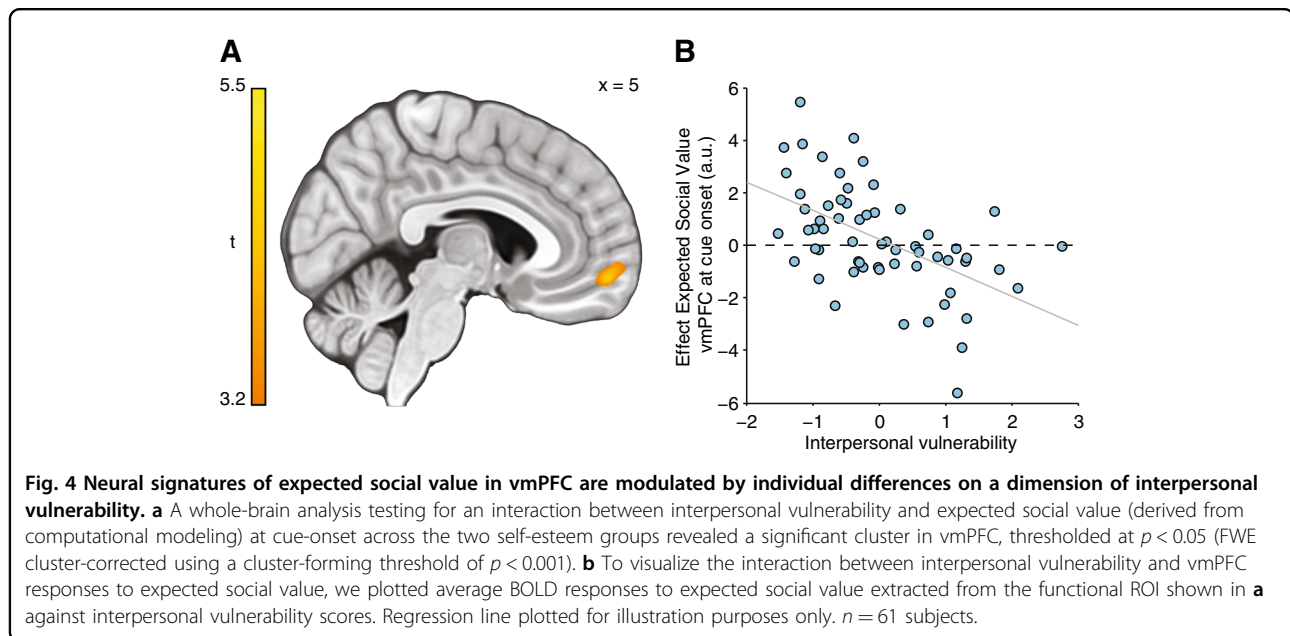 A
B
5.5
x = 5
t
3.2
6
4
2
0
−2
−4
−6
Effect Expected Social Value
vmPFC at cue onset (a.u.)
−2 −1 0 1 2 3
Interpersonal vulnerability
Fig. 4 Neural signatures of expected social value in vmPFC are modulated by individual differences on a dimension of interpersonal
vulnerability. a A whole-brain analysis testing for an interaction between interpersonal vulnerability and expected social value (derived from
computational modeling) at cue-onset across the two self-esteem groups revealed a significant cluster in vmPFC, thresholded at p < 0.05 (FWE
cluster-corrected using a cluster-forming threshold of p < 0.001). b To visualize the interaction between interpersonal vulnerability and vmPFC
responses to expected social value, we plotted average BOLD responses to expected social value extracted from the functional ROI shown in a
against interpersonal vulnerability scores. Regression line plotted for illustration purposes only. n = 61 subjects.